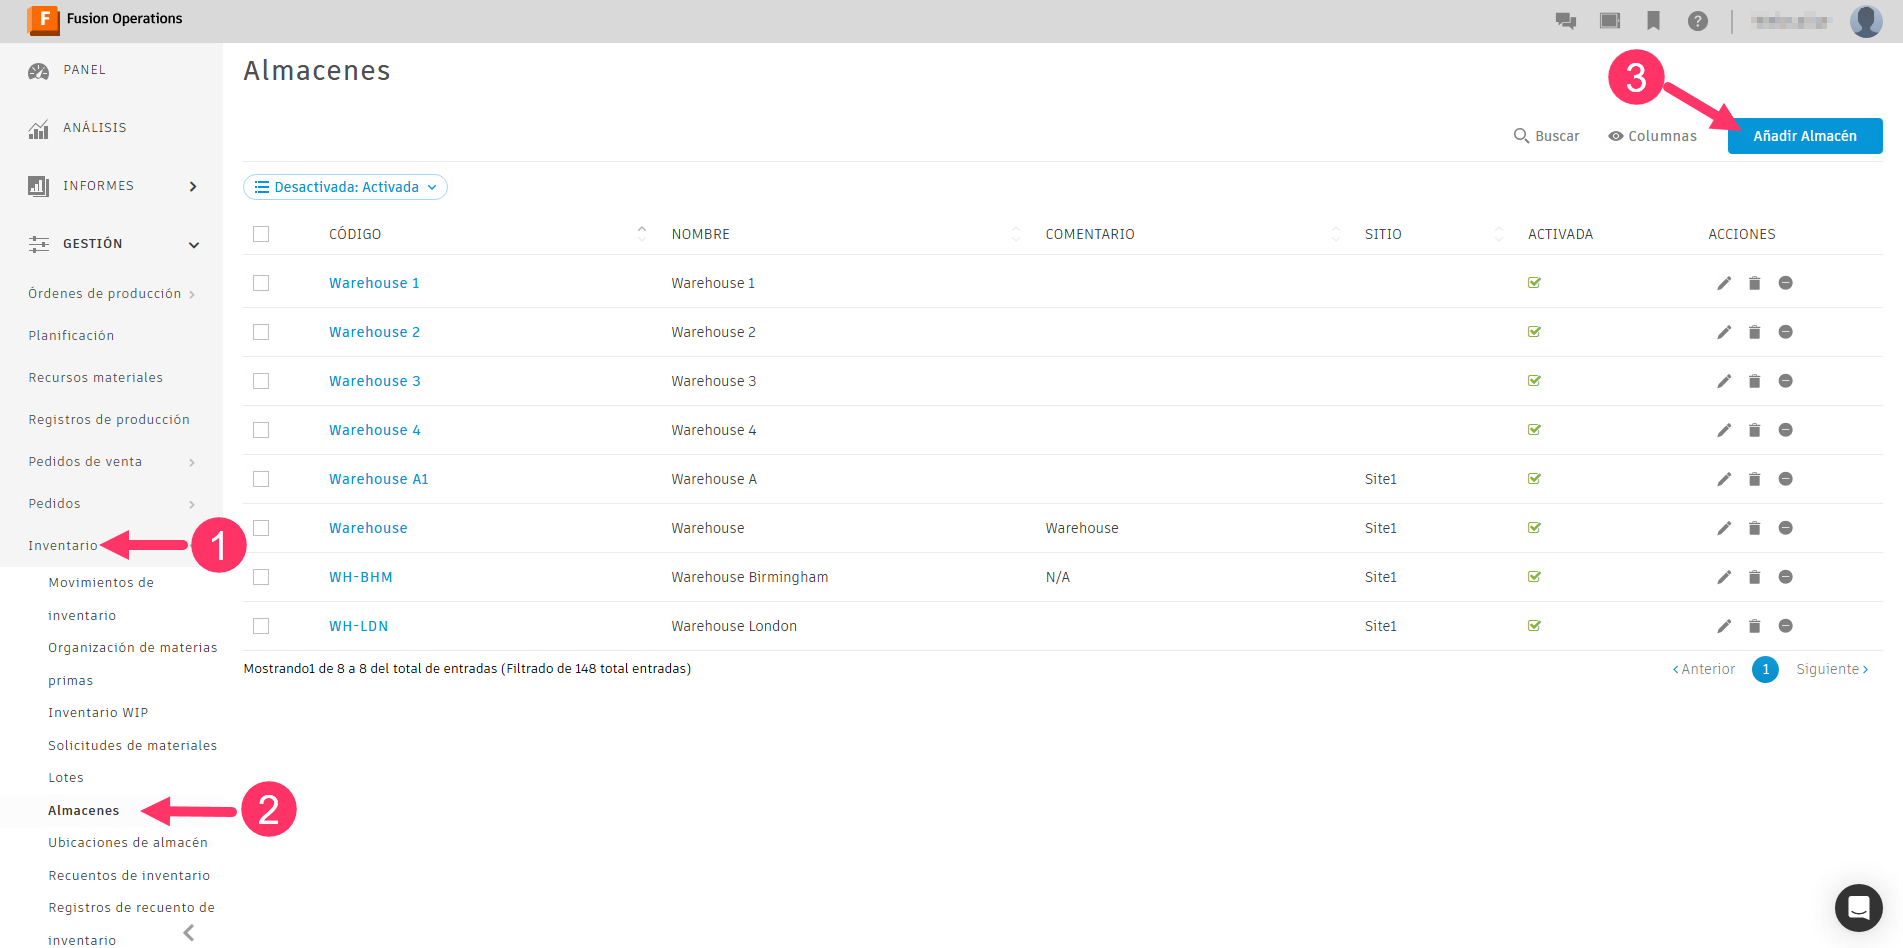 F Fusion Operations
PANEL
ANÁLISIS
INFORMES
GESTIÓN
Órdenes de producción
Planificación
Recursos materiales
Registros de producción
Pedidos de venta
Pedidos
Inventario
1
Movimientos de
inventario
Organización de materias
primas
Inventario WIP
Solicitudes de materiales
Lotes
Almacenes
2
Ubicaciones de almacén
Recuentos de inventario
Registros de recuento de
inventario
Almacenes
3
Buscar Columnas Añadir Almacén
Desactivada: Activada
CÓDIGO NOMBRE COMENTARIO SITIO ACTIVADA ACCIONES
Warehouse 1 Warehouse 1
Warehouse 2 Warehouse 2
Warehouse 3 Warehouse 3
Warehouse 4 Warehouse 4
Warehouse A1 Warehouse A Site1
Warehouse Warehouse Warehouse Site1
WH-BHM Warehouse Birmingham N/A Site1
WH-LDN Warehouse London Site1
Mostrando1 de 8 a 8 del total de entradas (Filtrado de 148 total entradas)
Anterior 1 Siguiente